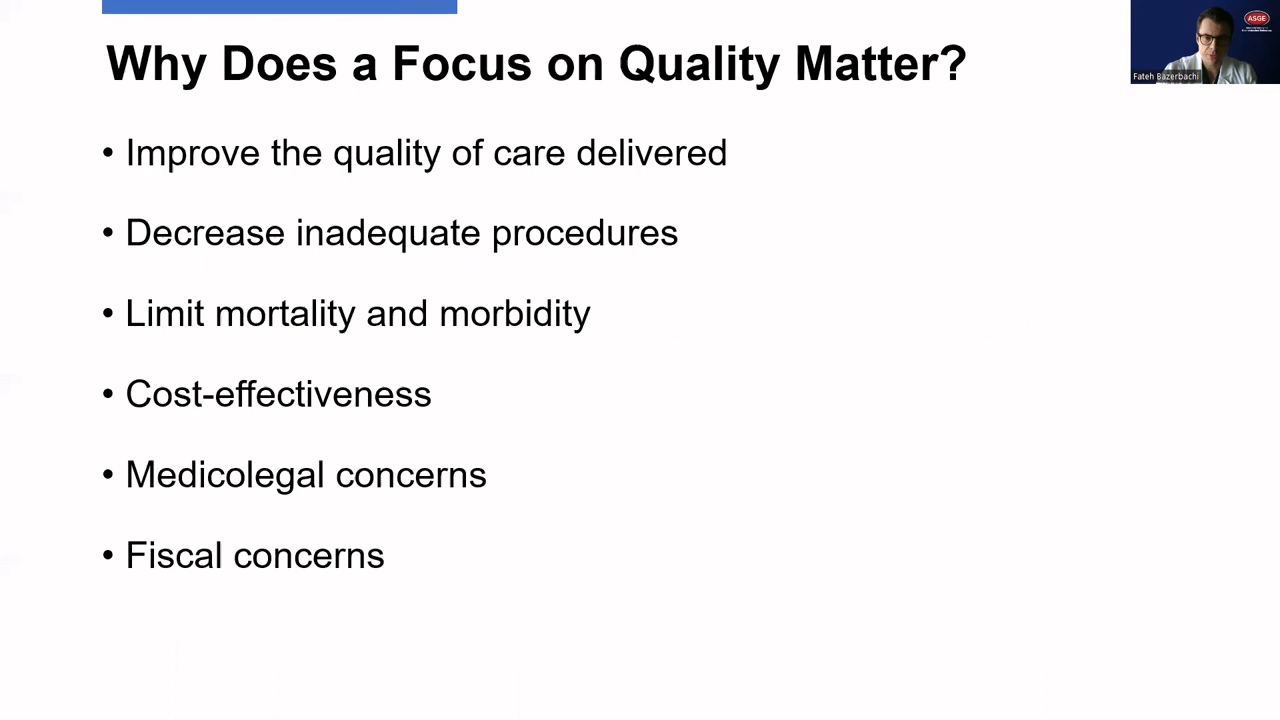 Why Does a Focus on Quality Matter?
• Improve the quality of care delivered
• Decrease inadequate procedures
• Limit mortality and morbidity
• Cost-effectiveness
• Medicolegal concerns
• Fiscal concerns
ASGE
Fateh Bazerbachi